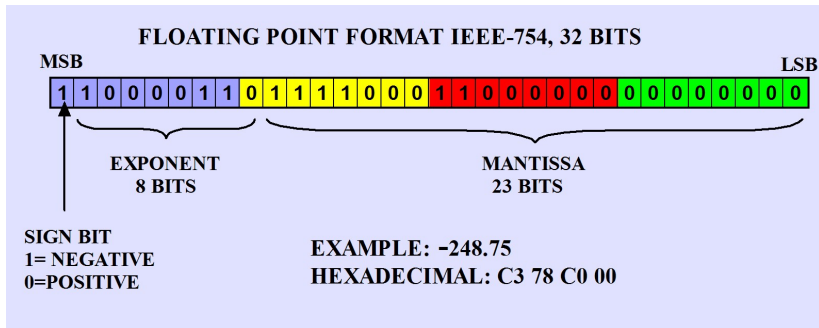 FLOATING POINT FORMAT IEEE-754, 32 BITS
MSB
LSB
1 1 0 0 0 0 1 1 0 1 1 1 1 0 0 0 1 1 0 0 0 0 0 0 0 0 0 0 0 0 0 0
EXPONENT
8 BITS
MANTISSA
23 BITS
SIGN BIT
1= NEGATIVE
0=POSITIVE
EXAMPLE: -248.75
HEXADECIMAL: C3 78 C0 00